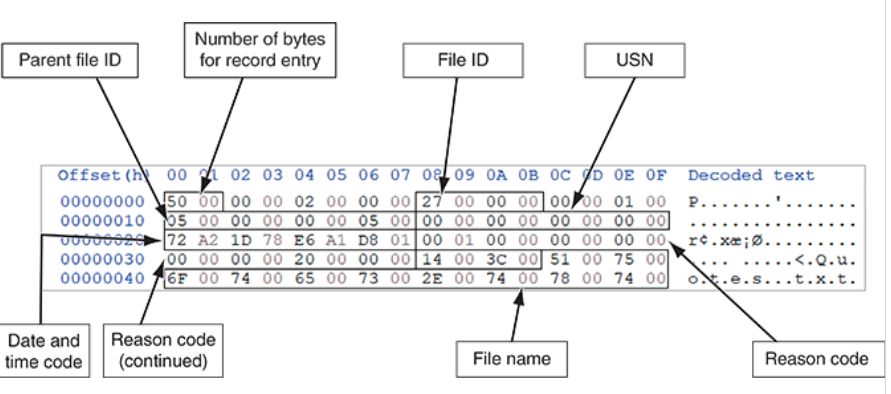 Number of bytes
for record entry
Parent file ID
File ID
USN
Offset(h) 00 01 02 03 04 05 06 07 08 09 0A 0B 0C 0D 0E 0F Decoded text
00000000 50 00 00 00 02 00 00 00 27 00 00 00 00 00 01 00 P.......'.......
00000010 05 00 00 00 00 00 05 00 00 00 00 00 00 00 00 00 ................
00000020 72 A2 1D 78 E6 A1 D8 01 00 01 00 00 00 00 00 00 r¢.xæ¡Ø.........
00000030 00 00 00 00 20 00 00 00 14 00 3C 00 51 00 75 00 .... .....<.Q.u.
00000040 6F 00 74 00 65 00 73 00 2E 00 74 00 78 00 74 00 o.t.e.s...t.x.t.
Date and
time code
Reason code
(continued)
File name
Reason code